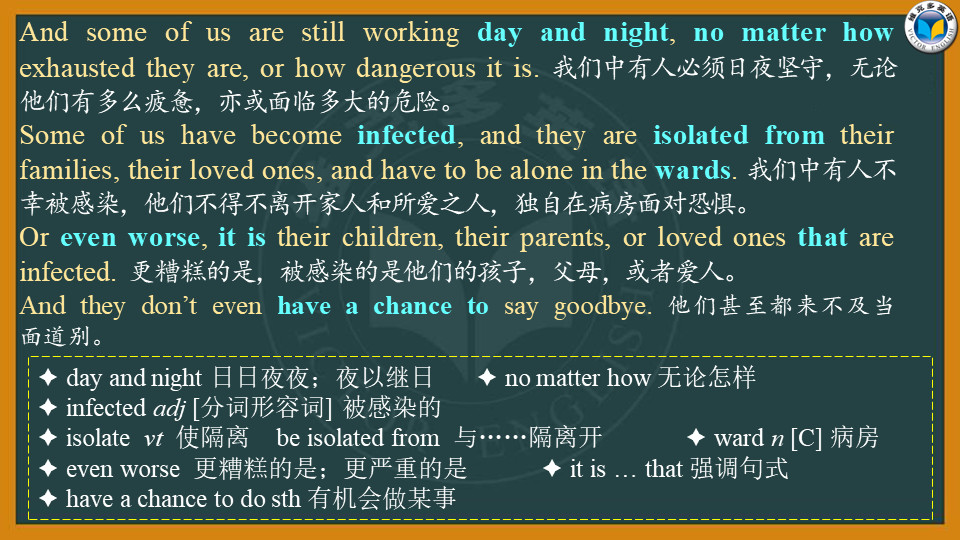 And some of us are still working day and night, no matter how
exhausted they are, or how dangerous it is. 我们中有人必须日夜坚守，无论
他们有多么疲惫，亦或面临多大的危险。
Some of us have become infected, and they are isolated from their
families, their loved ones, and have to be alone in the wards. 我们中有人不
幸被感染，他们不得不离开家人和所爱之人，独自在病房面对恐惧。
Or even worse, it is their children, their parents, or loved ones that are
infected. 更糟糕的是，被感染的是他们的孩子，父母，或者爱人。
And they don’t even have a chance to say goodbye. 他们甚至都来不及当
面道别。
✦ day and night 日日夜夜；夜以继日 ✦ no matter how 无论怎样
✦ infected adj [分词形容词] 被感染的
✦ isolate vt 使隔离 be isolated from 与……隔离开 ✦ ward n [C] 病房
✦ even worse 更糟糕的是；更严重的是 ✦ it is … that 强调句式
✦ have a chance to do sth 有机会做某事
维克多英语
VICTOR ENGLISH